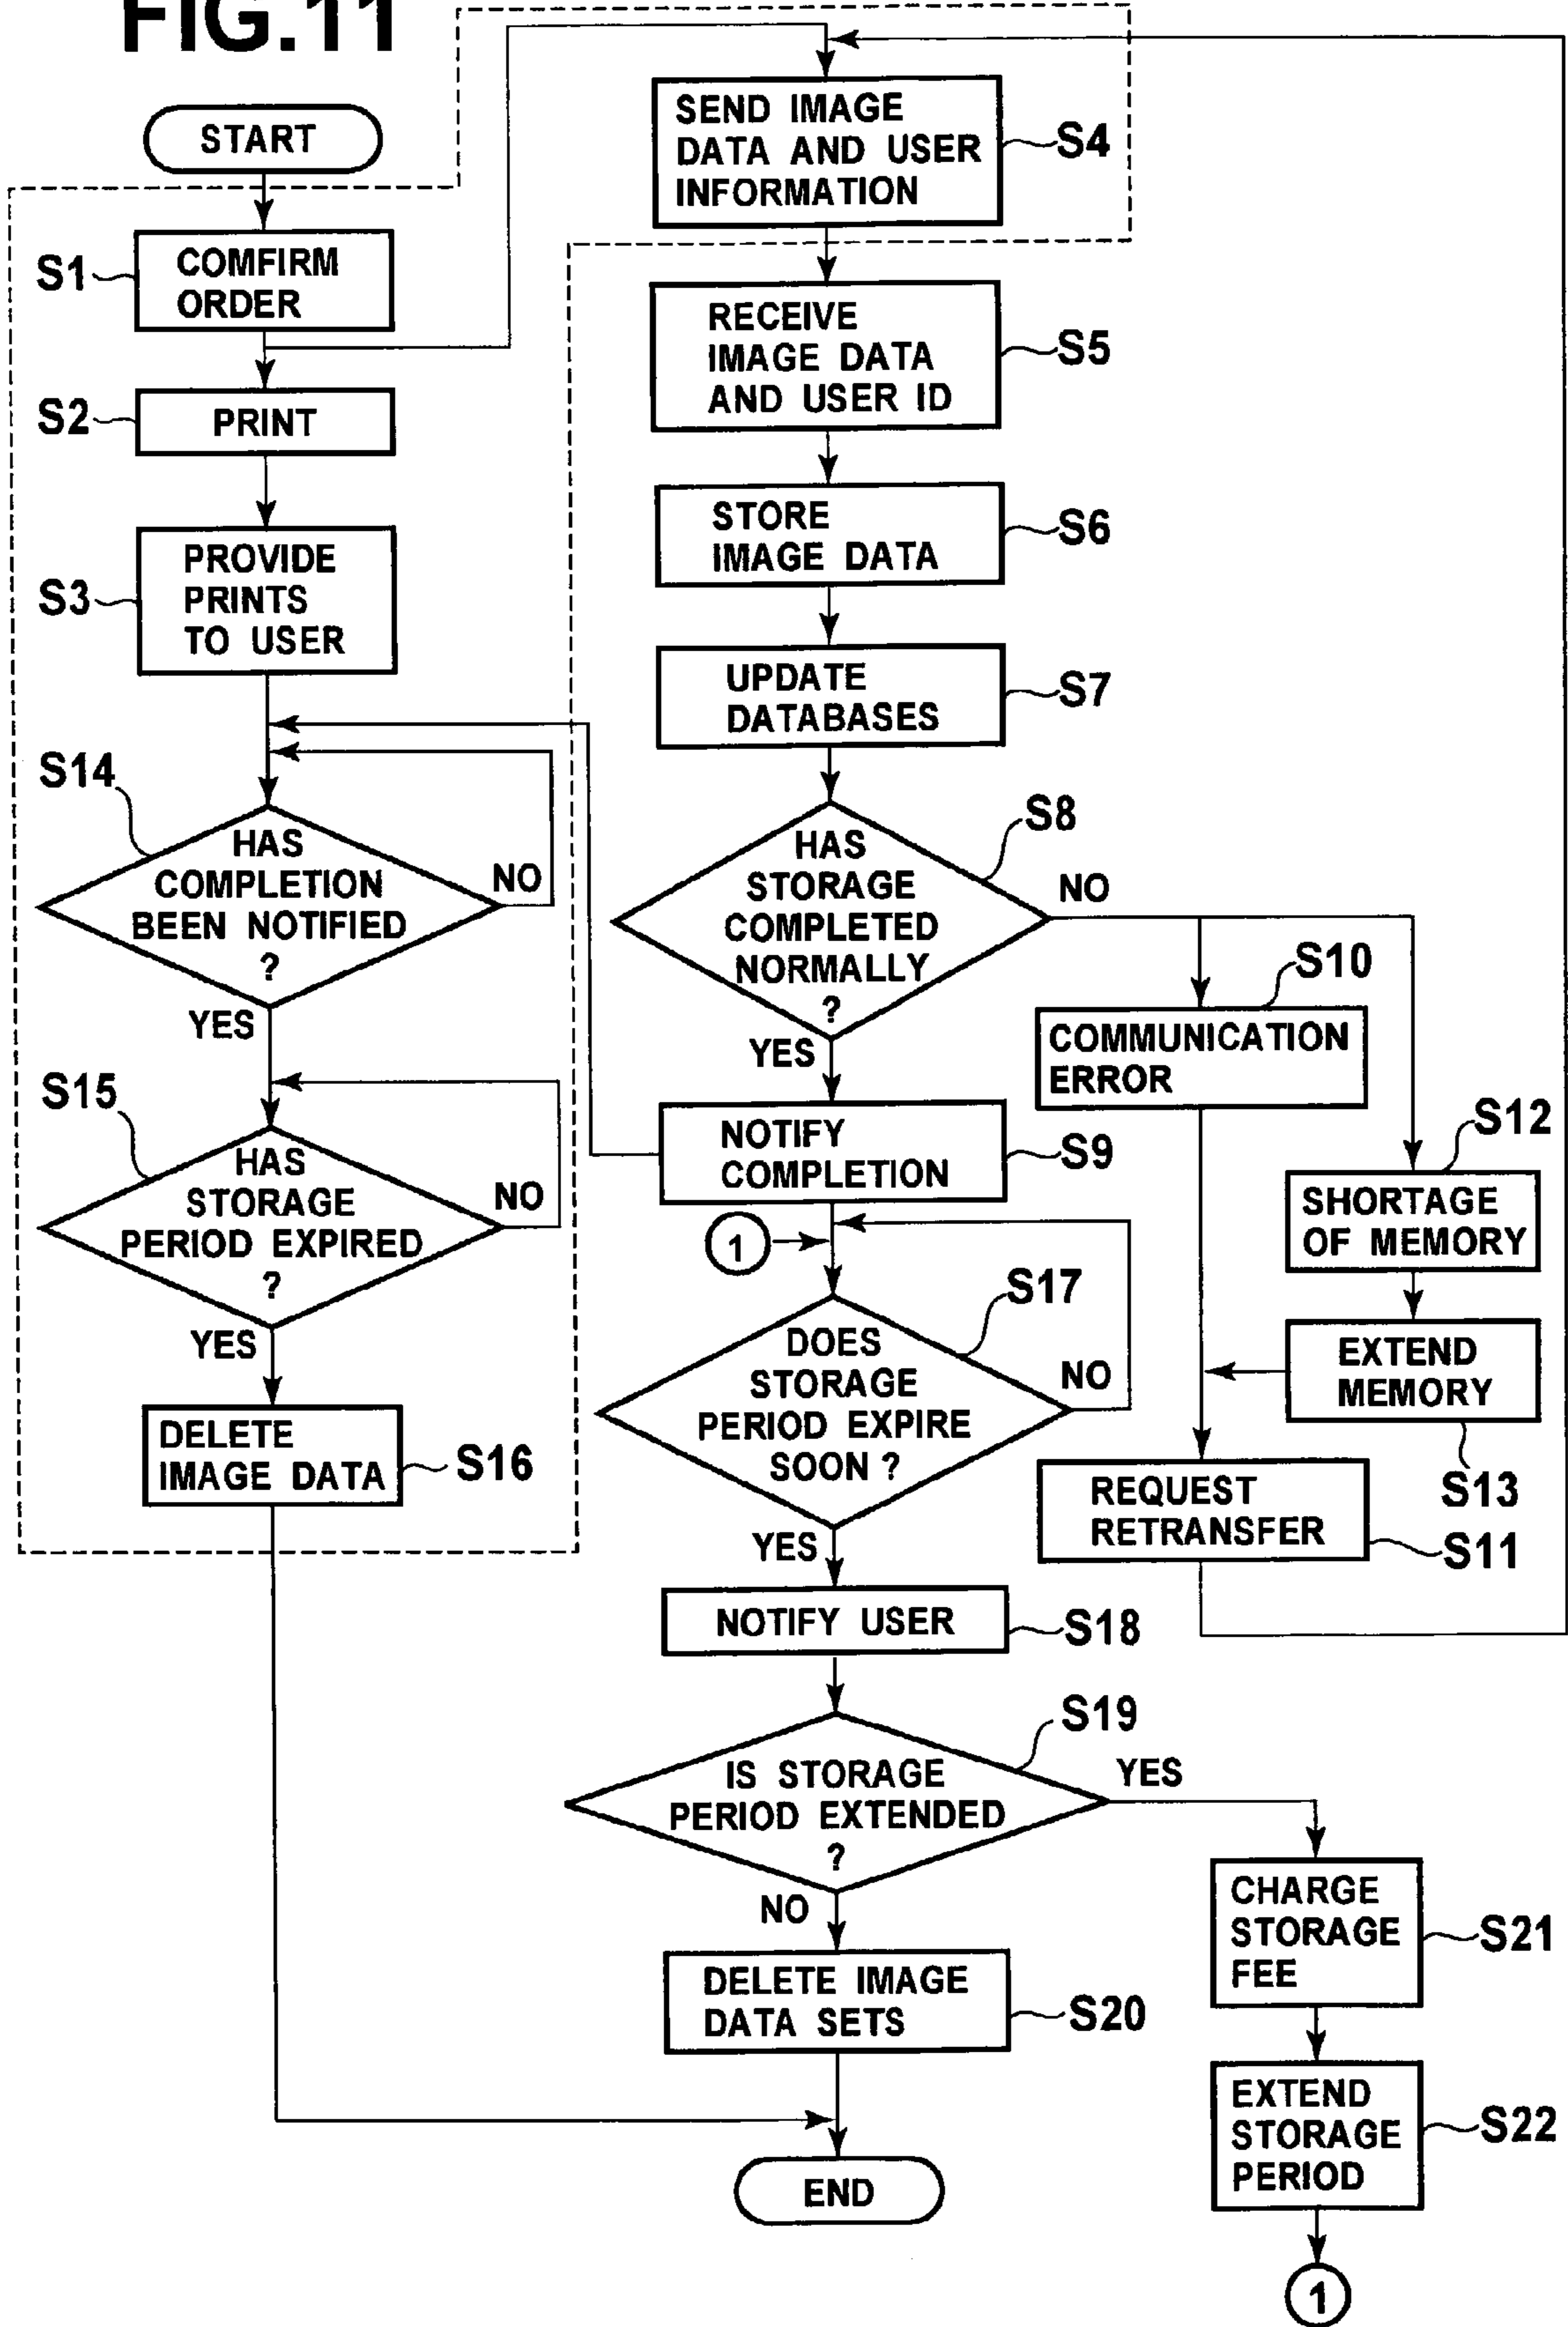 FIG.11
START
S1
COMFIRM
ORDER
S2
PRINT
S3
PROVIDE
PRINTS
TO USER
S14
HAS
COMPLETION
BEEN NOTIFIED
?
NO
YES
S15
HAS
STORAGE
PERIOD EXPIRED
?
NO
YES
DELETE
IMAGE DATA
S16
SEND IMAGE
DATA AND USER
INFORMATION
S4
RECEIVE
IMAGE DATA
AND USER ID
S5
STORE
IMAGE DATA
S6
UPDATE
DATABASES
S7
HAS
STORAGE
COMPLETED
NORMALLY
?
S8
NO
YES
NOTIFY
COMPLETION
S9
S10
COMMUNICATION
ERROR
S12
SHORTAGE
OF MEMORY
EXTEND
MEMORY
S13
REQUEST
RETRANSFER
S11
1
DOES
STORAGE
PERIOD EXPIRE
SOON ?
S17
NO
YES
NOTIFY USER
S18
IS STORAGE
PERIOD EXTENDED
?
S19
YES
NO
DELETE IMAGE
DATA SETS
S20
CHARGE
STORAGE
FEE
S21
EXTEND
STORAGE
PERIOD
S22
1
END